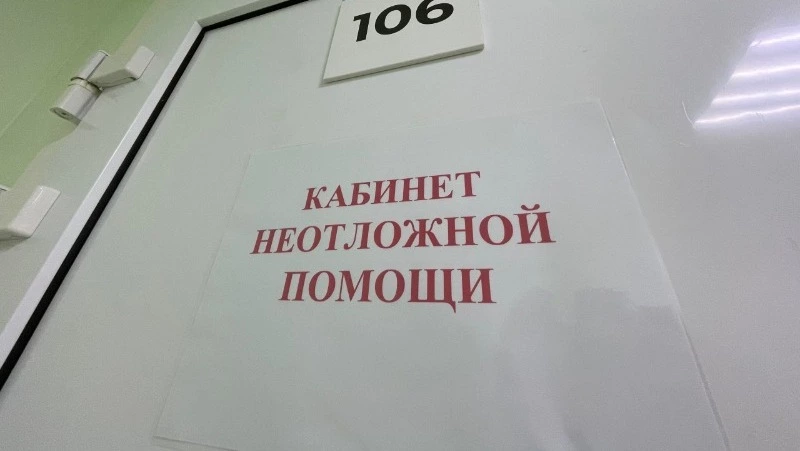 106
КАБИНЕТ
НЕОТЛОЖНОЙ
ПОМОЩИ